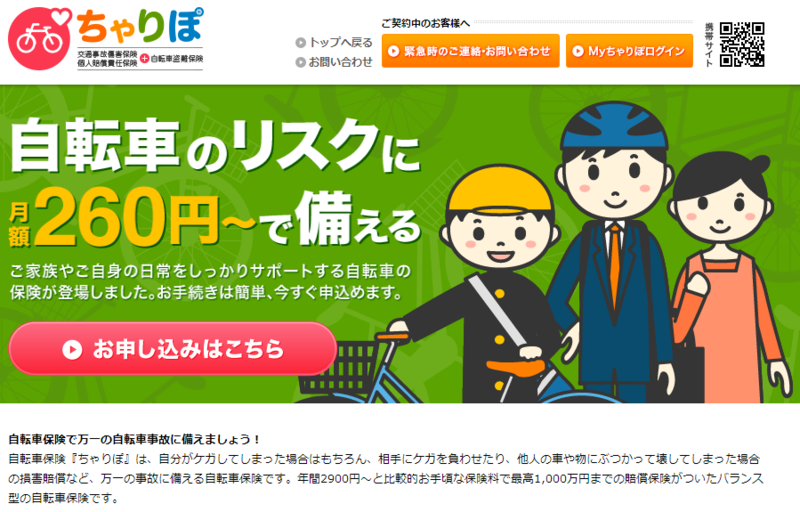 ちゃりぽ
交通事故傷害保険
個人賠償責任保険
+自転車盗難保険
トップへ戻る
お問い合わせ
ご契約中のお客様へ
緊急時のご連絡・お問い合わせ
Myちゃりぽログイン
携帯サイト
自転車のリスクに
月額260円～で備える
ご家族やご自身の日常をしっかりサポートする自転車の
保険が登場しました。お手続きは簡単、今すぐ申込めます。
お申し込みはこちら
自転車保険で万一の自転車事故に備えましょう！
自転車保険『ちゃりぽ』は、自分がケガしてしまった場合はもちろん、相手にケガを負わせたり、他人の車や物にぶつかって壊してしまった場合
の損害賠償など、万一の事故に備える自転車保険です。年間2900円～と比較的お手頃な保険料で最高1,000万円までの賠償保険がついたバランス
型の自転車保険です。